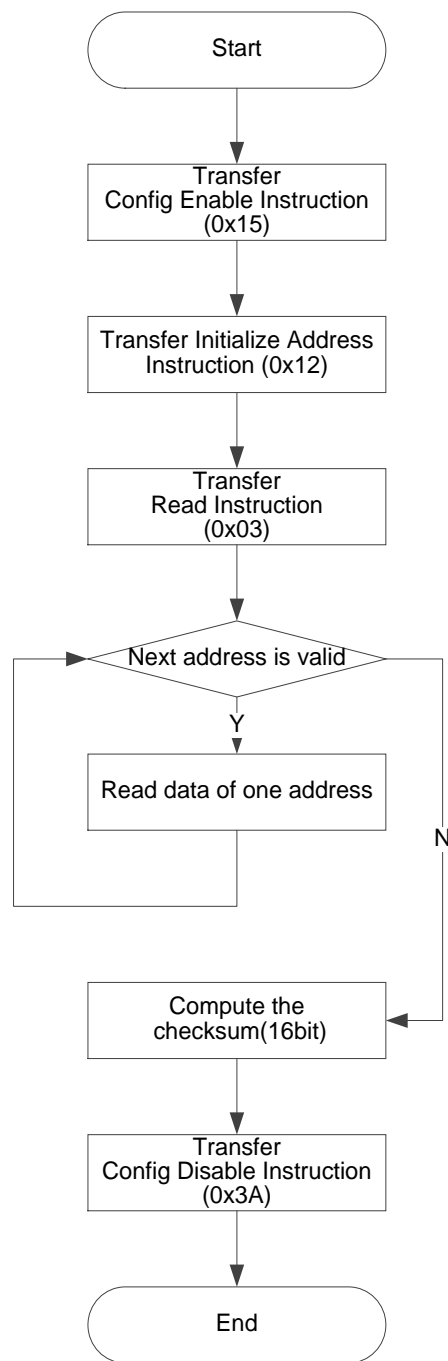 Start
Transfer
Config Enable Instruction
(0x15)
Transfer Initialize Address
Instruction (0x12)
Transfer
Read Instruction
(0x03)
Next address is valid
Y
Read data of one address
N
Compute the
checksum(16bit)
Transfer
Config Disable Instruction
(0x3A)
End